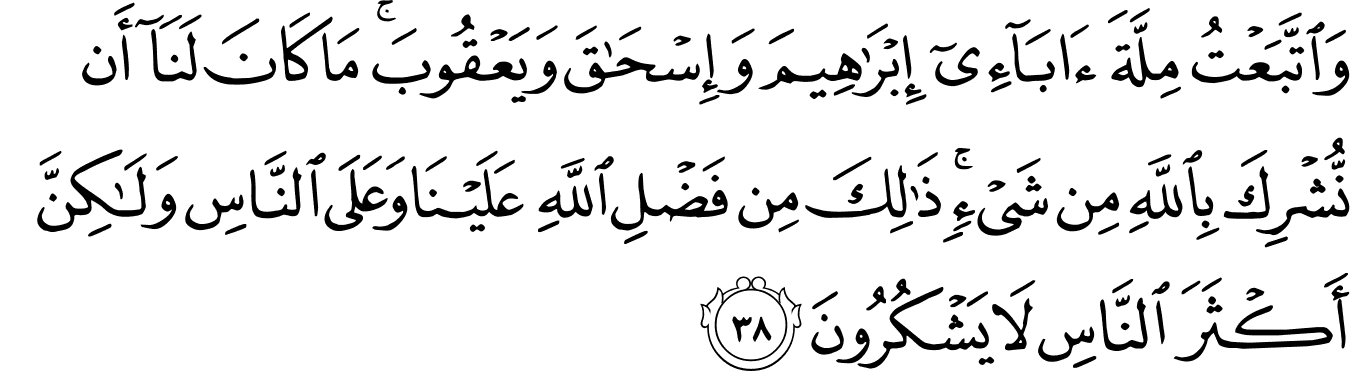 وَٱتَّبَعْتُ مِلَّةَ ءَابَآءِىٓ إِبْرَٰهِيمَ وَإِسْحَٰقَ وَيَعْقُوبَ ۚ مَا كَانَ لَنَآ أَن
نُّشْرِكَ بِٱللَّهِ مِن شَىْءٍ ۚ ذَٰلِكَ مِن فَضْلِ ٱللَّهِ عَلَيْنَا وَعَلَى ٱلنَّاسِ وَلَٰكِنَّ
أَكْثَرَ ٱلنَّاسِ لَا يَشْكُرُونَ ٣٨